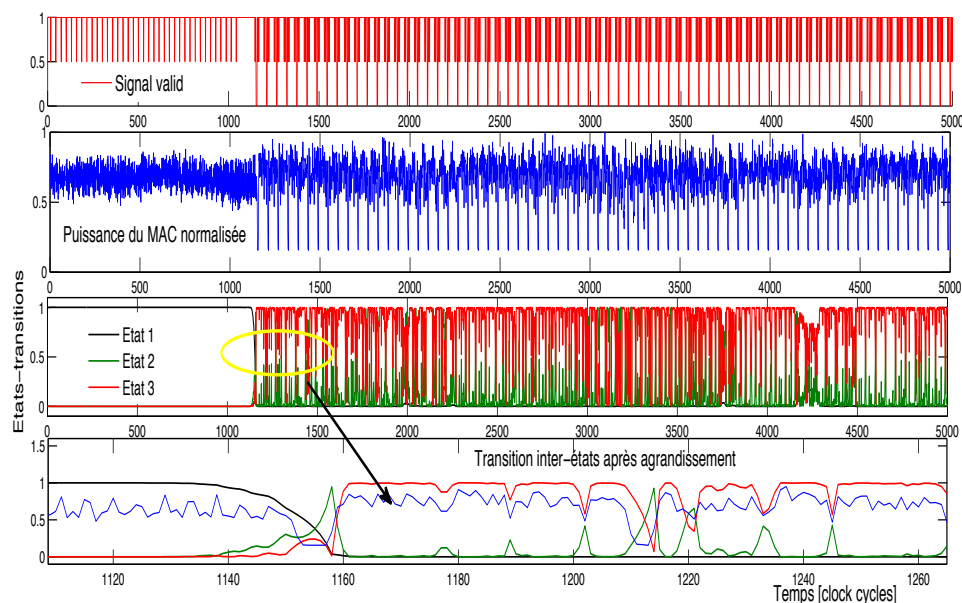 1
0.5
0
Signal valid
0 500 1000 1500 2000 2500 3000 3500 4000 4500 5000
1
0.5
0
Puissance du MAC normalisée
0 500 1000 1500 2000 2500 3000 3500 4000 4500 5000
Etats-transitions
1
0.5
0
Etat 1
Etat 2
Etat 3
0 500 1000 1500 2000 2500 3000 3500 4000 4500 5000
1.5
1
0.5
0
Transition inter-états après agrandissement
1120 1140 1160 1180 1200 1220 1240 1260
Temps [clock cycles]